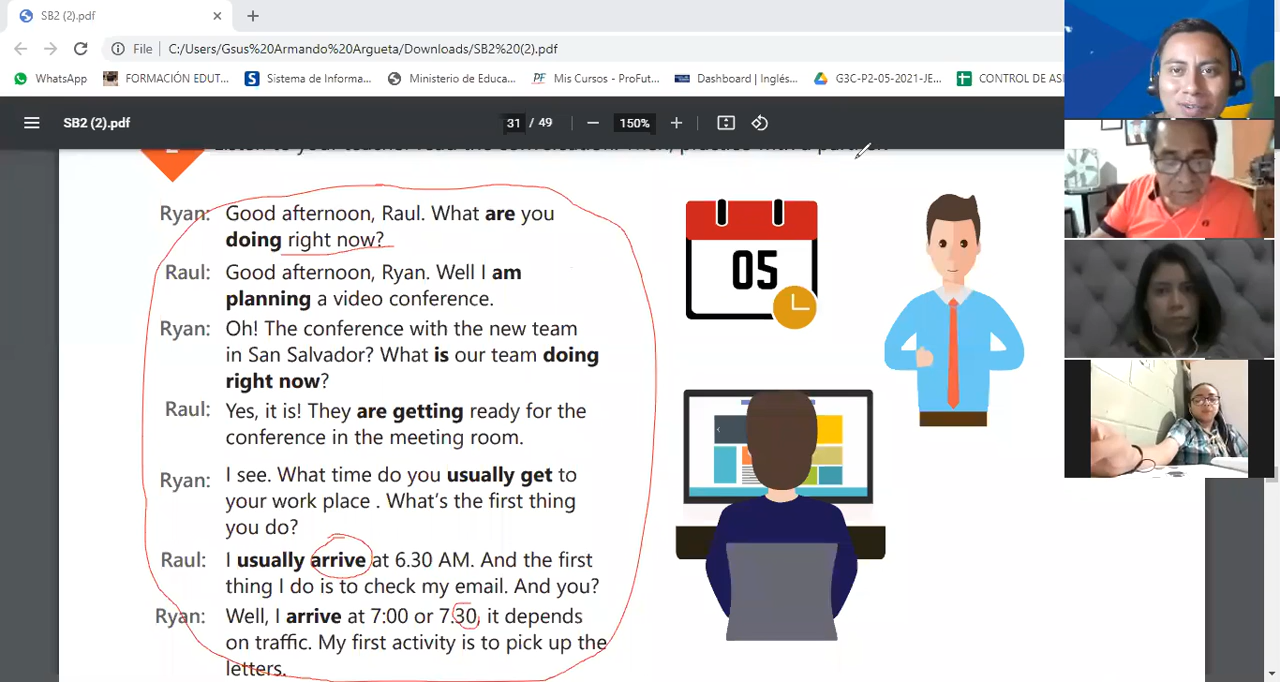 SB2 (2).pdf
File C:/Users/Gsus%20Armando%20Argueta/Downloads/SB2%20(2).pdf
WhatsApp FORMACIÓN EDUT... Sistema de Informa... Ministerio de Educa... Mis Cursos - ProFut... Dashboard | Inglés... G3C-P2-05-2021-JE... CONTROL DE
SB2 (2).pdf 31 / 49 150%
Listen to your teacher. Then, practice with a
Ryan: Good afternoon, Raul. What are you
doing right now?
Raul: Good afternoon, Ryan. Well I am
planning a video conference.
Ryan: Oh! The conference with the new team
in San Salvador? What is our team doing
right now?
Raul: Yes, it is! They are getting ready for the
conference in the meeting room.
Ryan: I see. What time do you usually get to
your work place . What's the first thing
you do?
Raul: I usually arrive at 6.30 AM. And the first
thing I do is to check my email. And you?
Ryan: Well, I arrive at 7:00 or 7.30, it depends
on traffic. My first activity is to pick up the
letters.
05